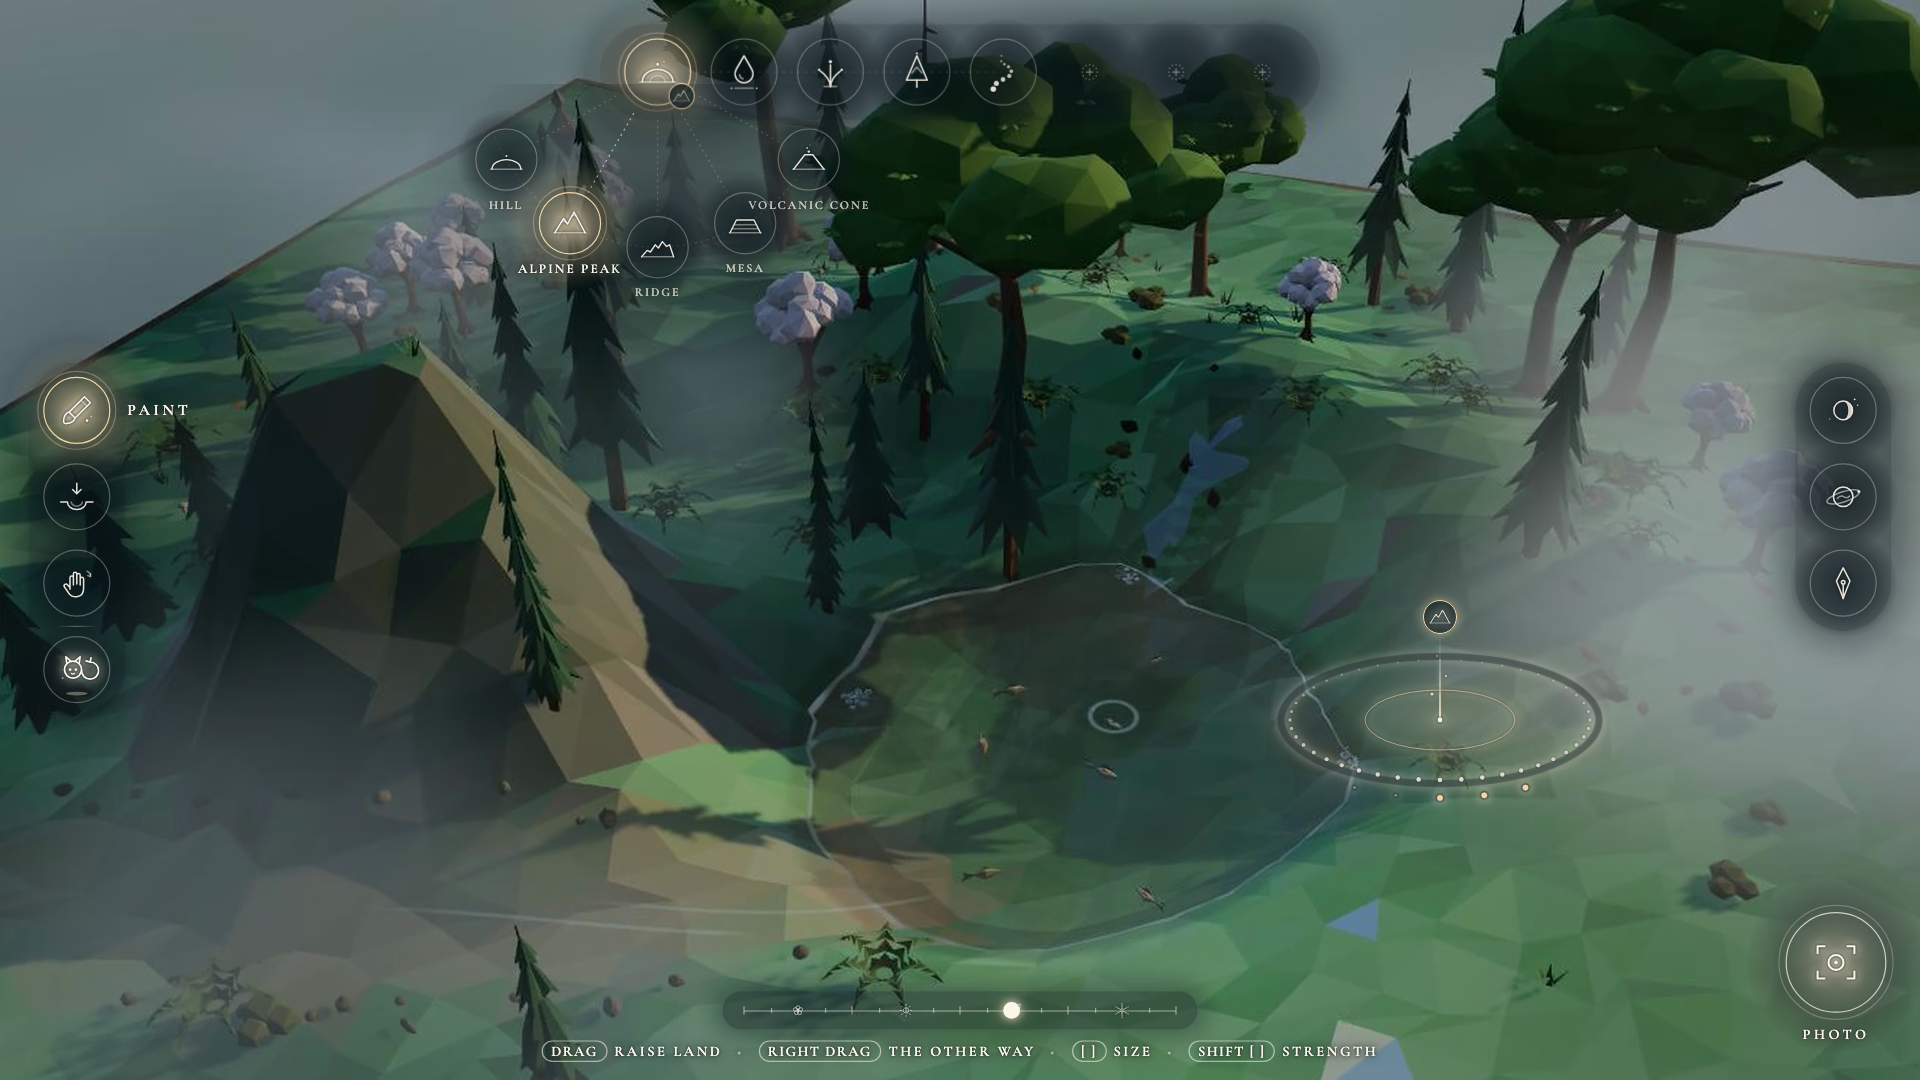 HILL
VOLCANIC CONE
ALPINE PEAK
MESA
RIDGE
PAINT
PHOTO
DRAG RAISE LAND · RIGHT DRAG THE OTHER WAY · [ ] SIZE · SHIFT [ ] STRENGTH